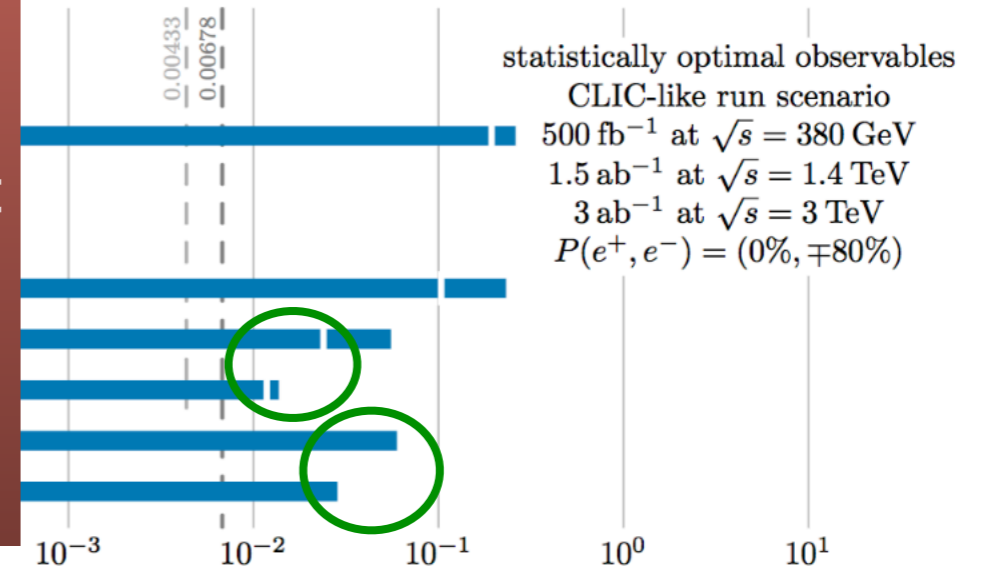 0.00433
0.00678
statistically optimal observables
CLIC-like run scenario
500 fb⁻¹ at √s = 380 GeV
1.5 ab⁻¹ at √s = 1.4 TeV
3 ab⁻¹ at √s = 3 TeV
P(e⁺, e⁻) = (0%, ∓80%)
10⁻³ 10⁻² 10⁻¹ 10⁰ 10¹